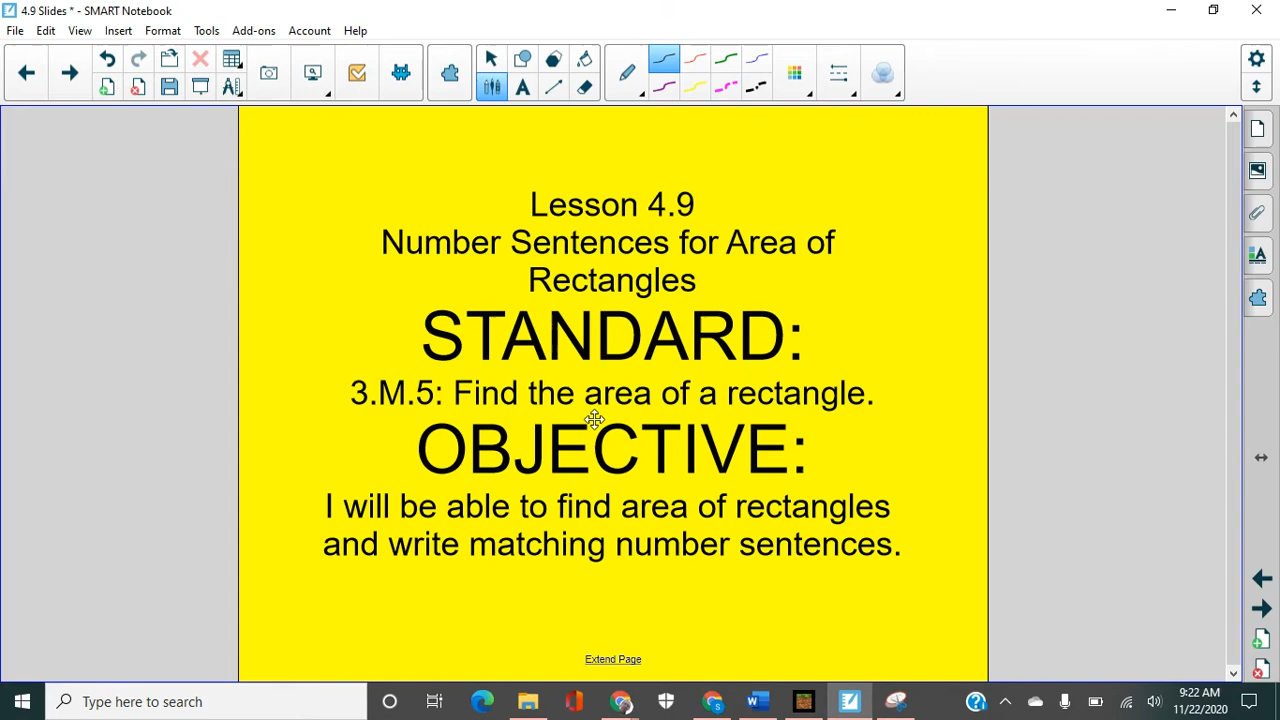 4.9 Slides * - SMART Notebook
File Edit View Insert Format Tools Add-ons Account Help
Lesson 4.9
Number Sentences for Area of
Rectangles
STANDARD:
3.M.5: Find the area of a rectangle.
OBJECTIVE:
I will be able to find area of rectangles
and write matching number sentences.
Extend Page
Type here to search
9:22 AM
11/22/2020